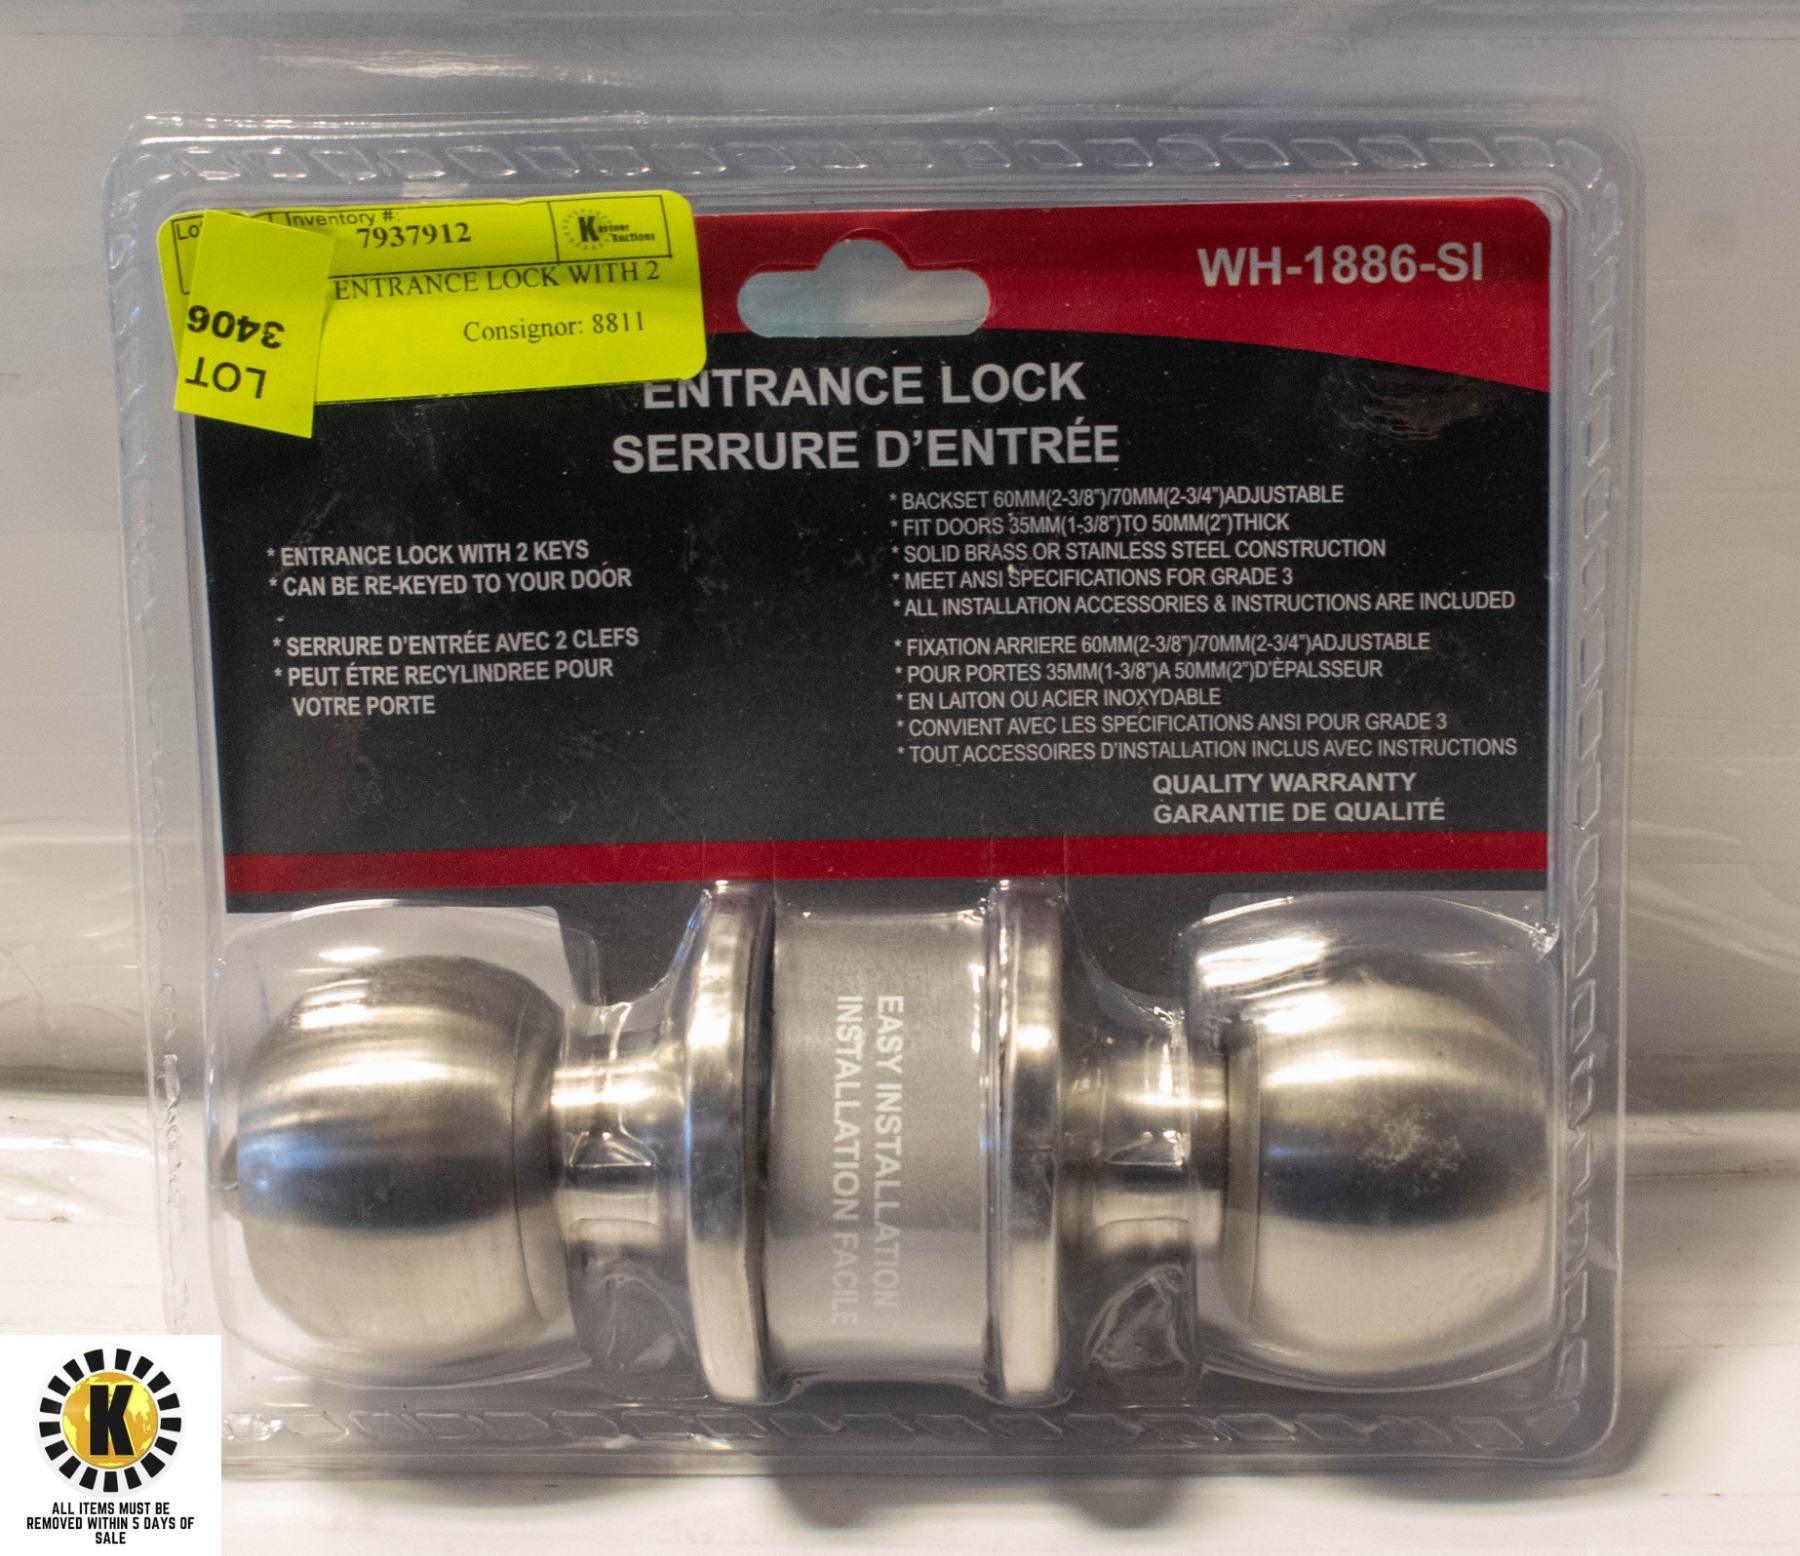 Inventory #:
7937912
Kastner Auctions
ENTRANCE LOCK WITH 2
Consignor: 8811
LOT
3406
WH-1886-SI
ENTRANCE LOCK
SERRURE D'ENTRÉE
* ENTRANCE LOCK WITH 2 KEYS
* CAN BE RE-KEYED TO YOUR DOOR
* SERRURE D'ENTRÉE AVEC 2 CLEFS
* PEUT ÉTRE RECYLINDREE POUR
VOTRE PORTE
* BACKSET 60MM(2-3/8")/70MM(2-3/4")ADJUSTABLE
* FIT DOORS 35MM(1-3/8")TO 50MM(2")THICK
* SOLID BRASS OR STAINLESS STEEL CONSTRUCTION
* MEET ANSI SPECIFICATIONS FOR GRADE 3
* ALL INSTALLATION ACCESSORIES & INSTRUCTIONS ARE INCLUDED
* FIXATION ARRIERE 60MM(2-3/8")/70MM(2-3/4")ADJUSTABLE
* POUR PORTES 35MM(1-3/8")A 50MM(2")D'ÈPALSSEUR
* EN LAITON OU ACIER INOXYDABLE
* CONVIENT AVEC LES SPECIFICATIONS ANSI POUR GRADE 3
* TOUT ACCESSOIRES D'INSTALLATION INCLUS AVEC INSTRUCTIONS
QUALITY WARRANTY
GARANTIE DE QUALITÉ
EASY INSTALLATION
INSTALLATION FACILE
K
ALL ITEMS MUST BE
REMOVED WITHIN 5 DAYS OF
SALE